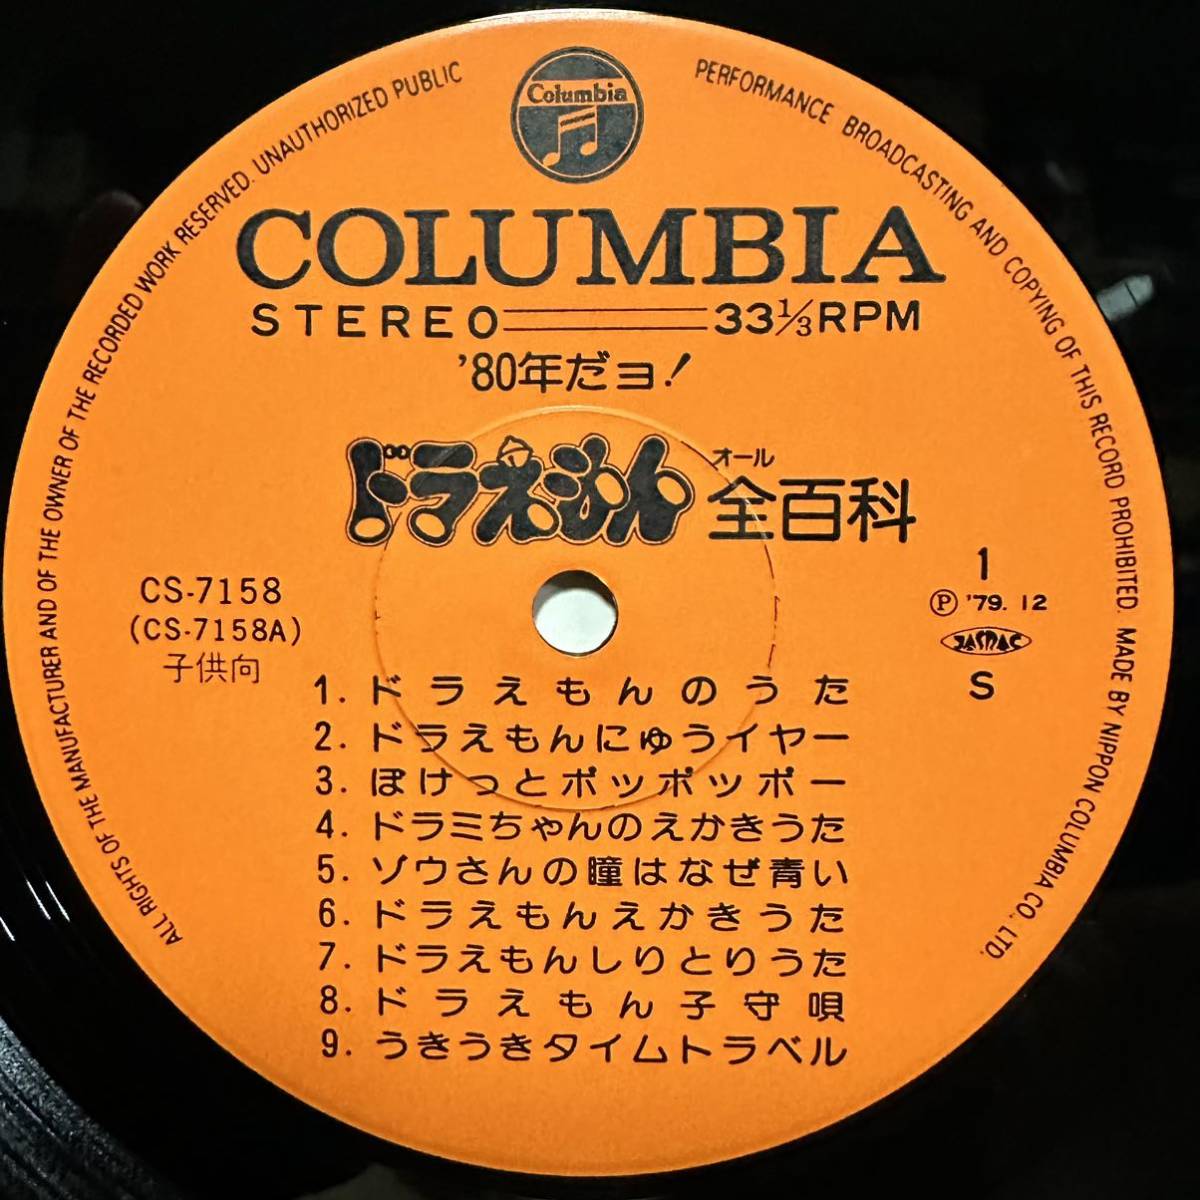 Columbia
COLUMBIA
STEREO 33 1/3 RPM
'80年だヨ!
オール
ドラえもん 全百科
1
℗ '79. 12
JASRAC
S
CS-7158
(CS-7158A)
子供向
1. ドラえもんのうた
2. ドラえもんにゅうイヤー
3. ぽけっとポッポッポー
4. ドラミちゃんのえかきうた
5. ゾウさんの瞳はなぜ青い
6. ドラえもんえかきうた
7. ドラえもんしりとりうた
8. ドラえもん子守唄
9. うきうきタイムトラベル
ALL RIGHTS OF THE MANUFACTURER AND OF THE OWNER OF THE RECORDED WORK RESERVED. UNAUTHORIZED PUBLIC PERFORMANCE BROADCASTING AND COPYING OF THIS RECORD PROHIBITED. MADE BY NIPPON COLUMBIA CO., LTD.